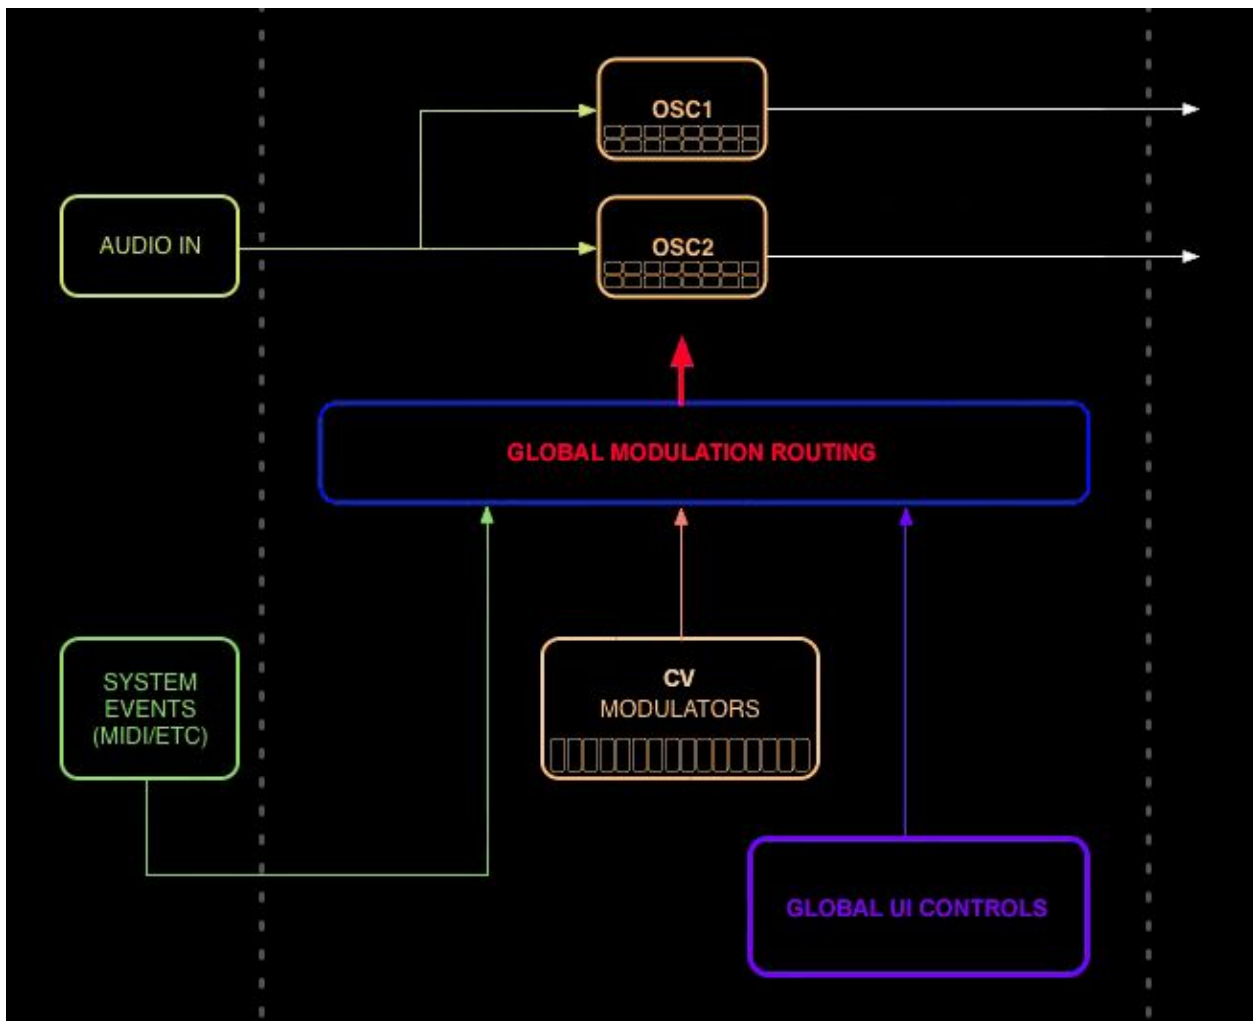 OSC1
AUDIO IN
OSC2
GLOBAL MODULATION ROUTING
SYSTEM
EVENTS
(MIDI/ETC)
CV
MODULATORS
GLOBAL UI CONTROLS